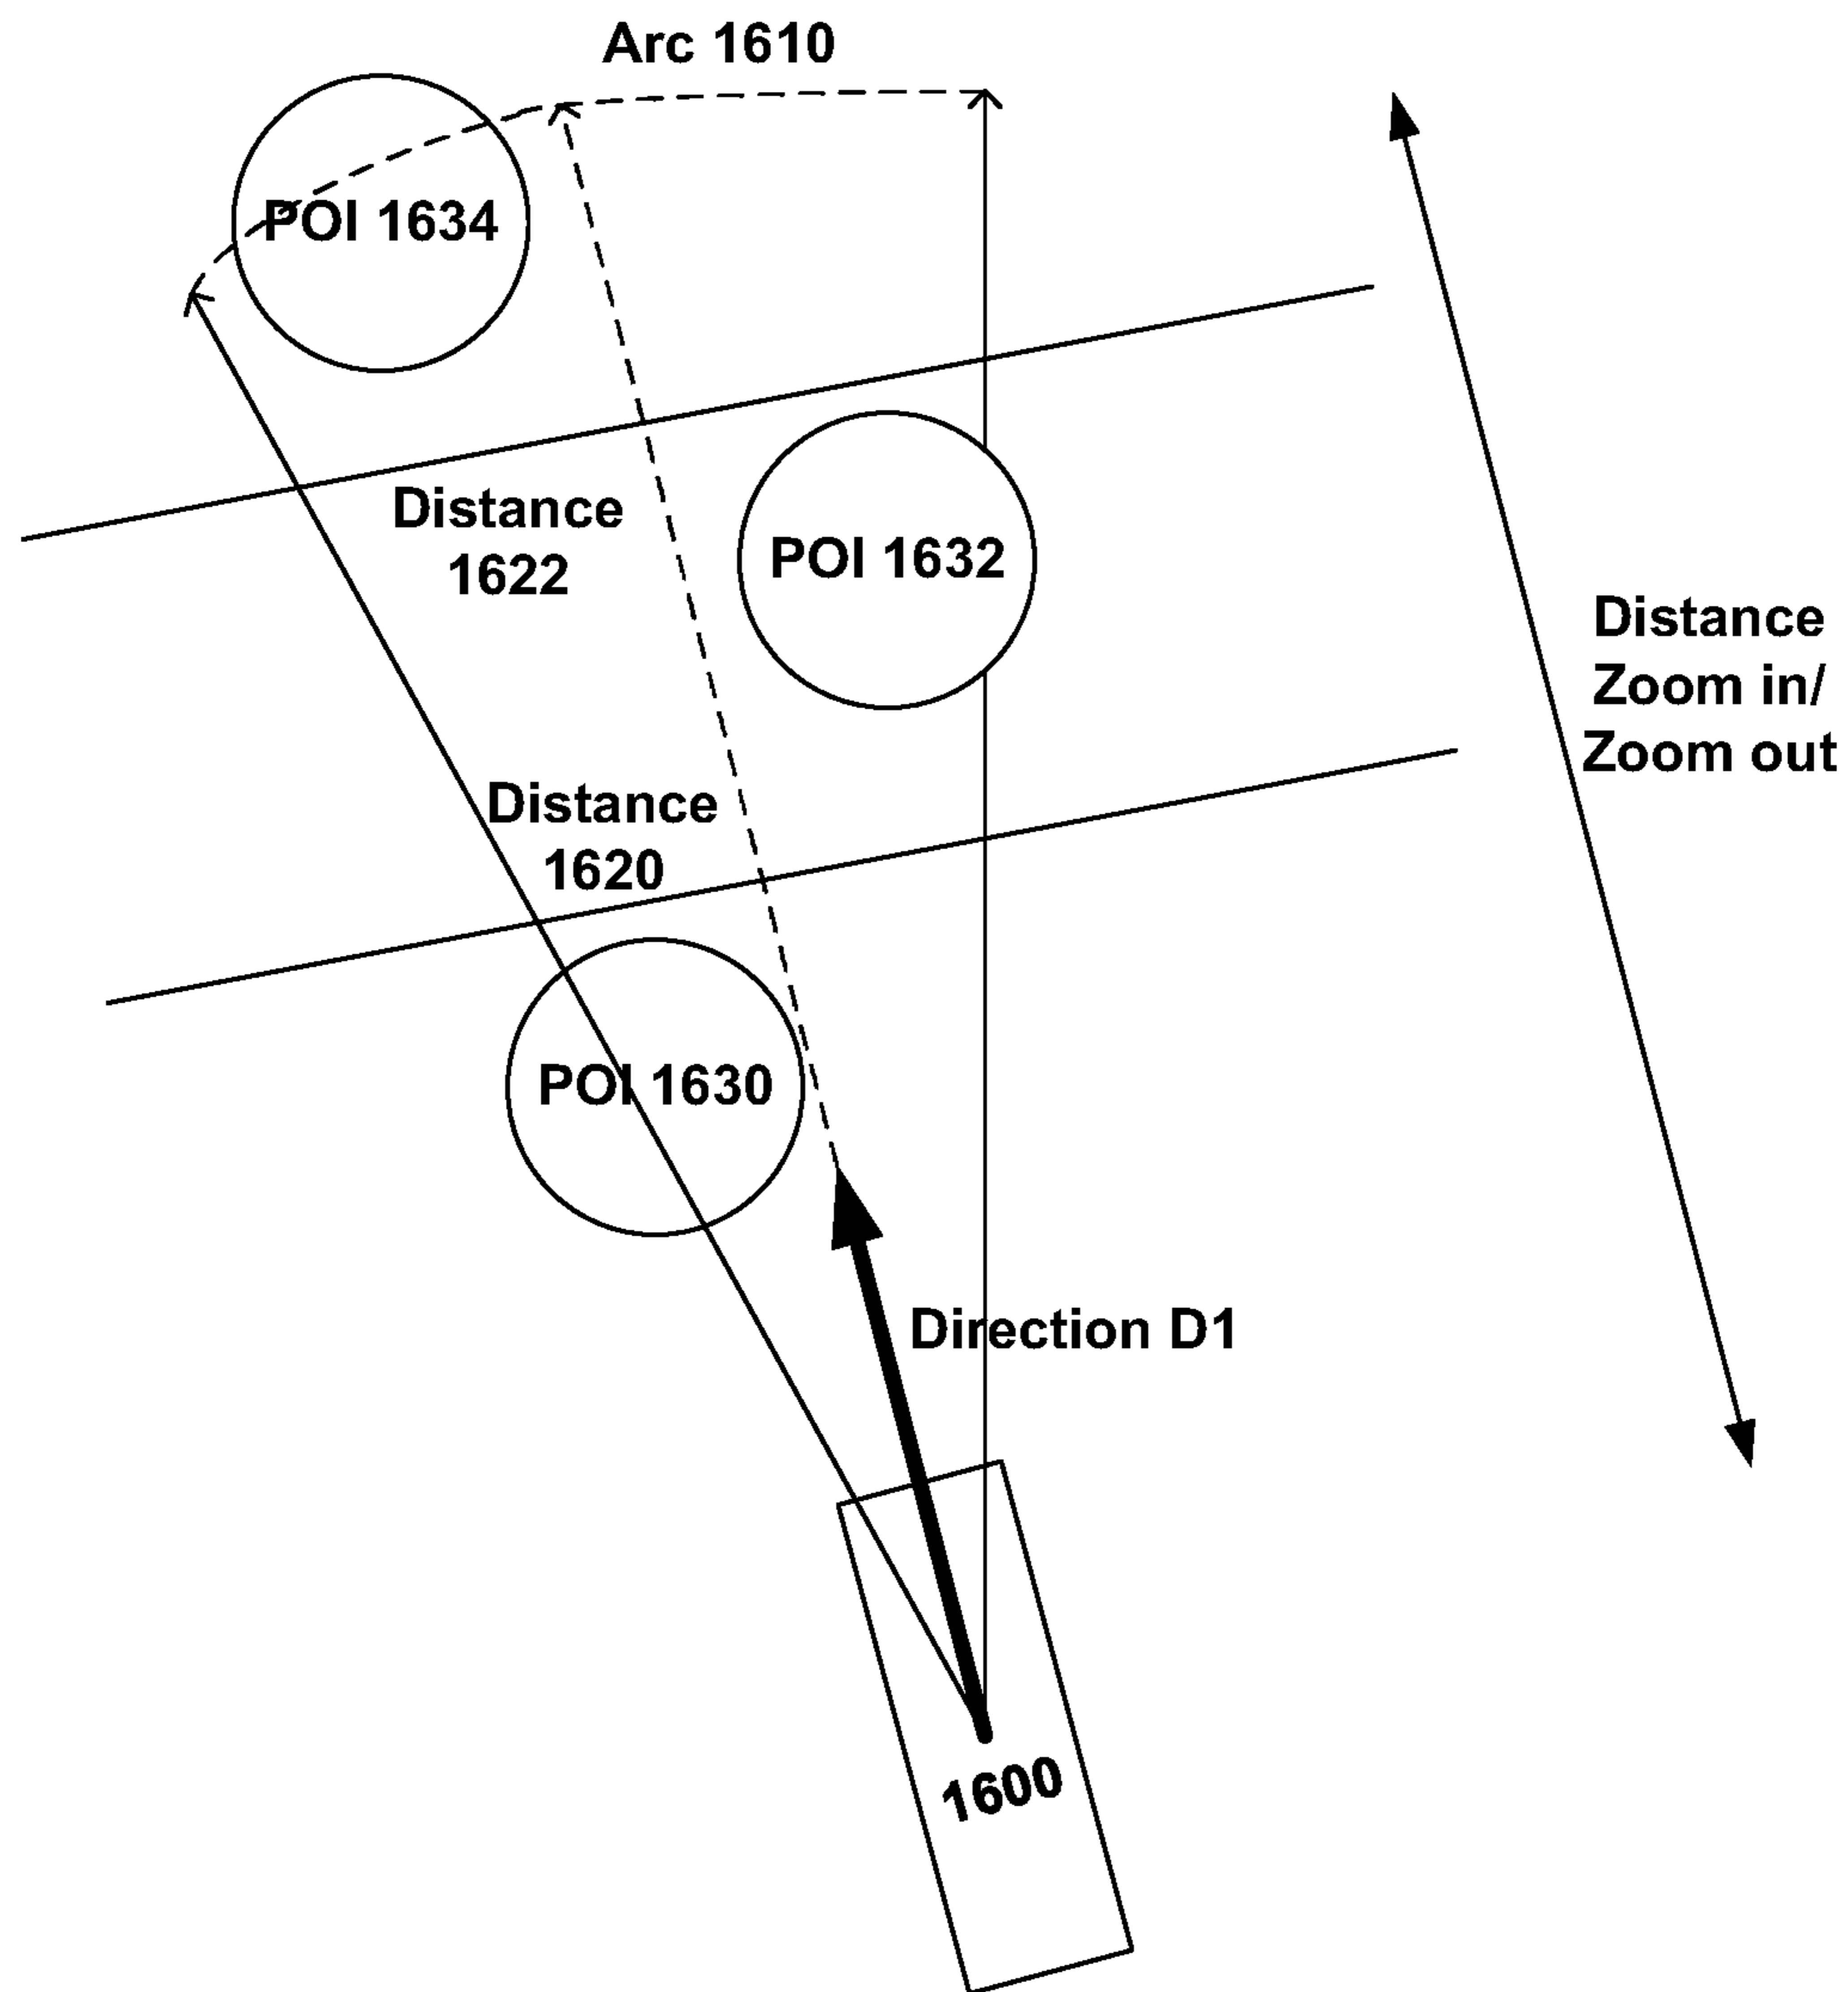 Arc 1610
POI 1634
Distance
1622
POI 1632
Distance
Zoom in/
Zoom out
Distance
1620
POI 1630
Direction D1
1600